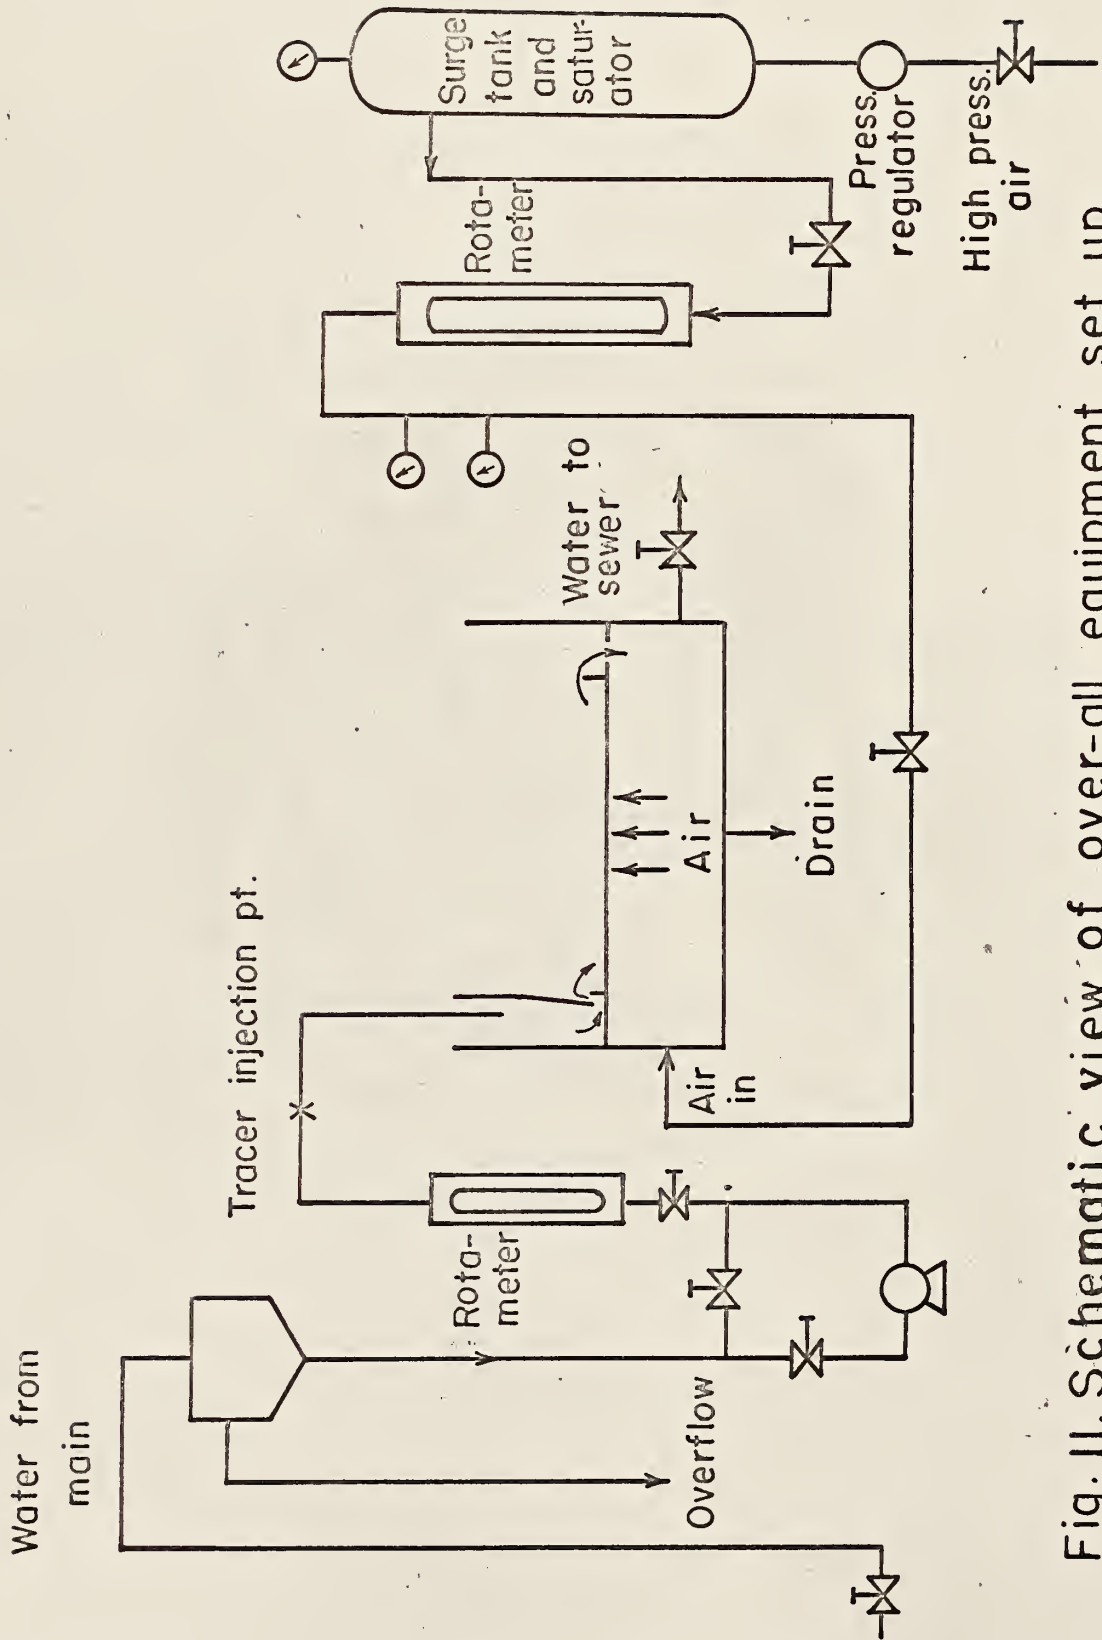 Water from
main
Overflow
Rota-
meter
Tracer injection pt.
Air
in
Air
Drain
Water to
sewer
Rota-
meter
Surge
tank
and
satur-
ator
Press.
regulator
High press.
air
Fig. 11. Schematic view of over-all equipment set up